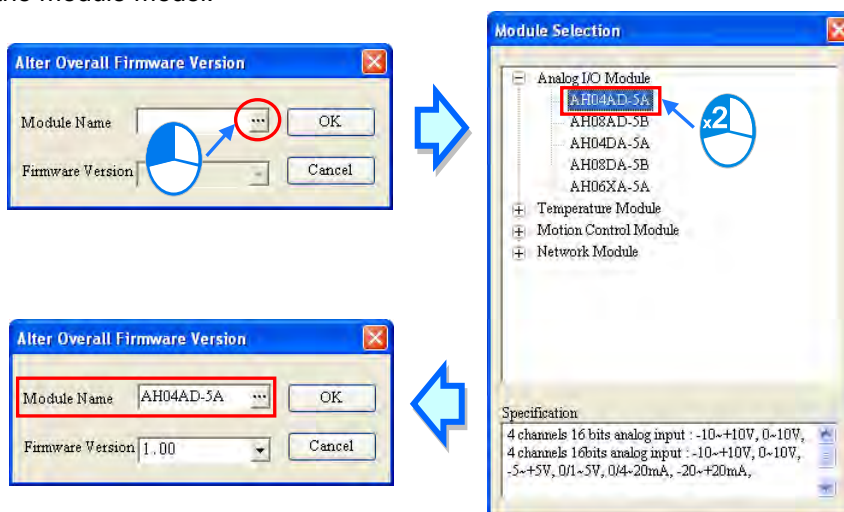 Alter Overall Firmware Version
Module Name ... OK
Firmware Version Cancel
Module Selection
Analog I/O Module
AH04AD-5A
x2
AH08AD-5B
AH04DA-5A
AH08DA-5B
AH06XA-5A
Temperature Module
Motion Control Module
Network Module
Specification
4 channels 16 bits analog input : -10~+10V, 0~10V,
4 channels 16bits analog input : -10~+10V, 0~10V,
-5~+5V, 0/1~5V, 0/4~20mA, -20~+20mA,
Alter Overall Firmware Version
Module Name AH04AD-5A ... OK
Firmware Version 1.00 Cancel